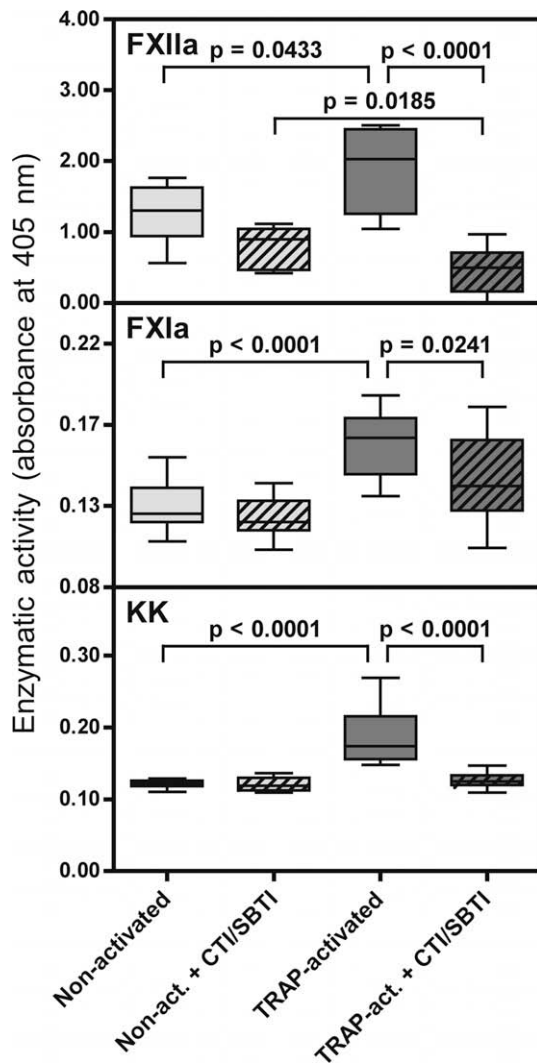 Enzymatic activity (absorbance at 405 nm)
4.00
3.00
2.00
1.00
0.00
FXIIa
p = 0.0433
p < 0.0001
p = 0.0185
0.22
0.17
0.13
0.08
FXIa
p < 0.0001
p = 0.0241
0.30
0.20
0.10
0.00
KK
p < 0.0001
p < 0.0001
Non-activated
Non-act. + CTI/SBTI
TRAP-activated
TRAP-act. + CTI/SBTI